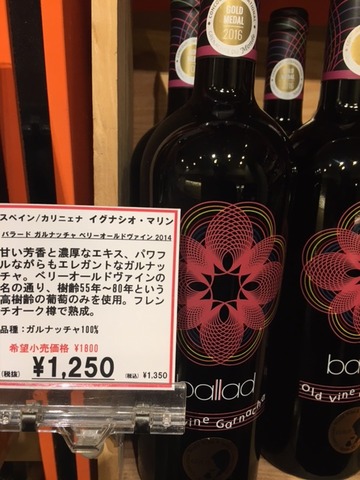 GOLD
MEDAL
2016
スペイン/カリニェナ イグナシオ・マリン
バラード ガルナッチャ ベリーオールドヴァイン 2014
甘い芳香と濃厚なエキス、パワフ
ルながらもエレガントなガルナッ
チャ。ベリーオールドヴァインの
名の通り、樹齢55年～80年という
高樹齢の葡萄のみを使用。フレン
チオーク樽で熟成。
品種：ガルナッチャ100%
希望小売価格 ¥1800
(税抜) ¥1,250 (税込) ¥1,350
ballad
vine Garnacha
ba
Old Vine